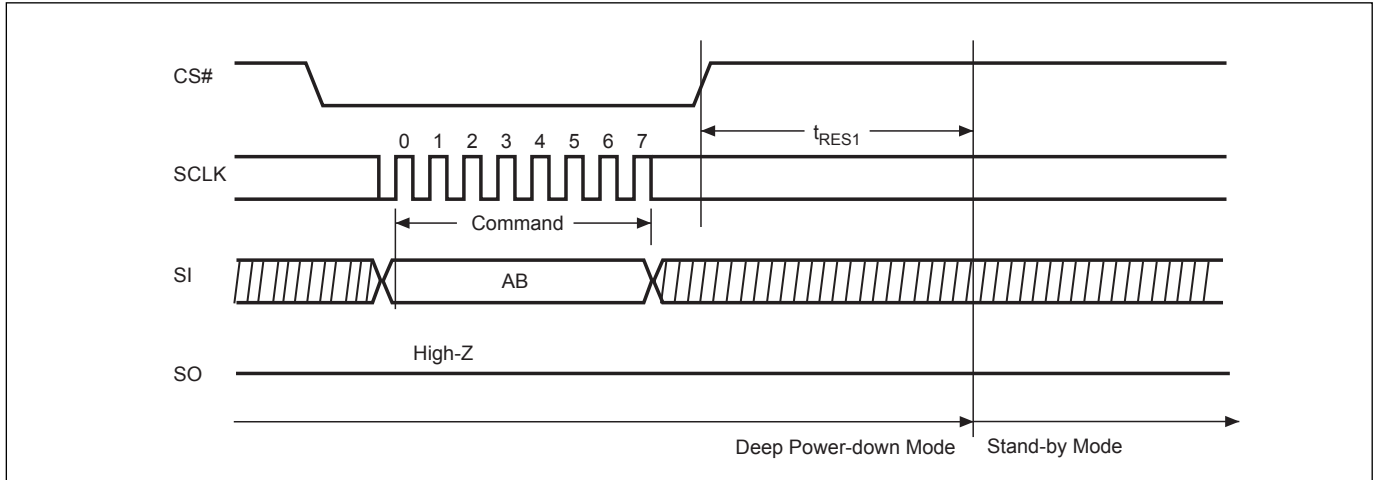 CS#
tRES1
0 1 2 3 4 5 6 7
SCLK
Command
SI
AB
High-Z
SO
Deep Power-down Mode Stand-by Mode